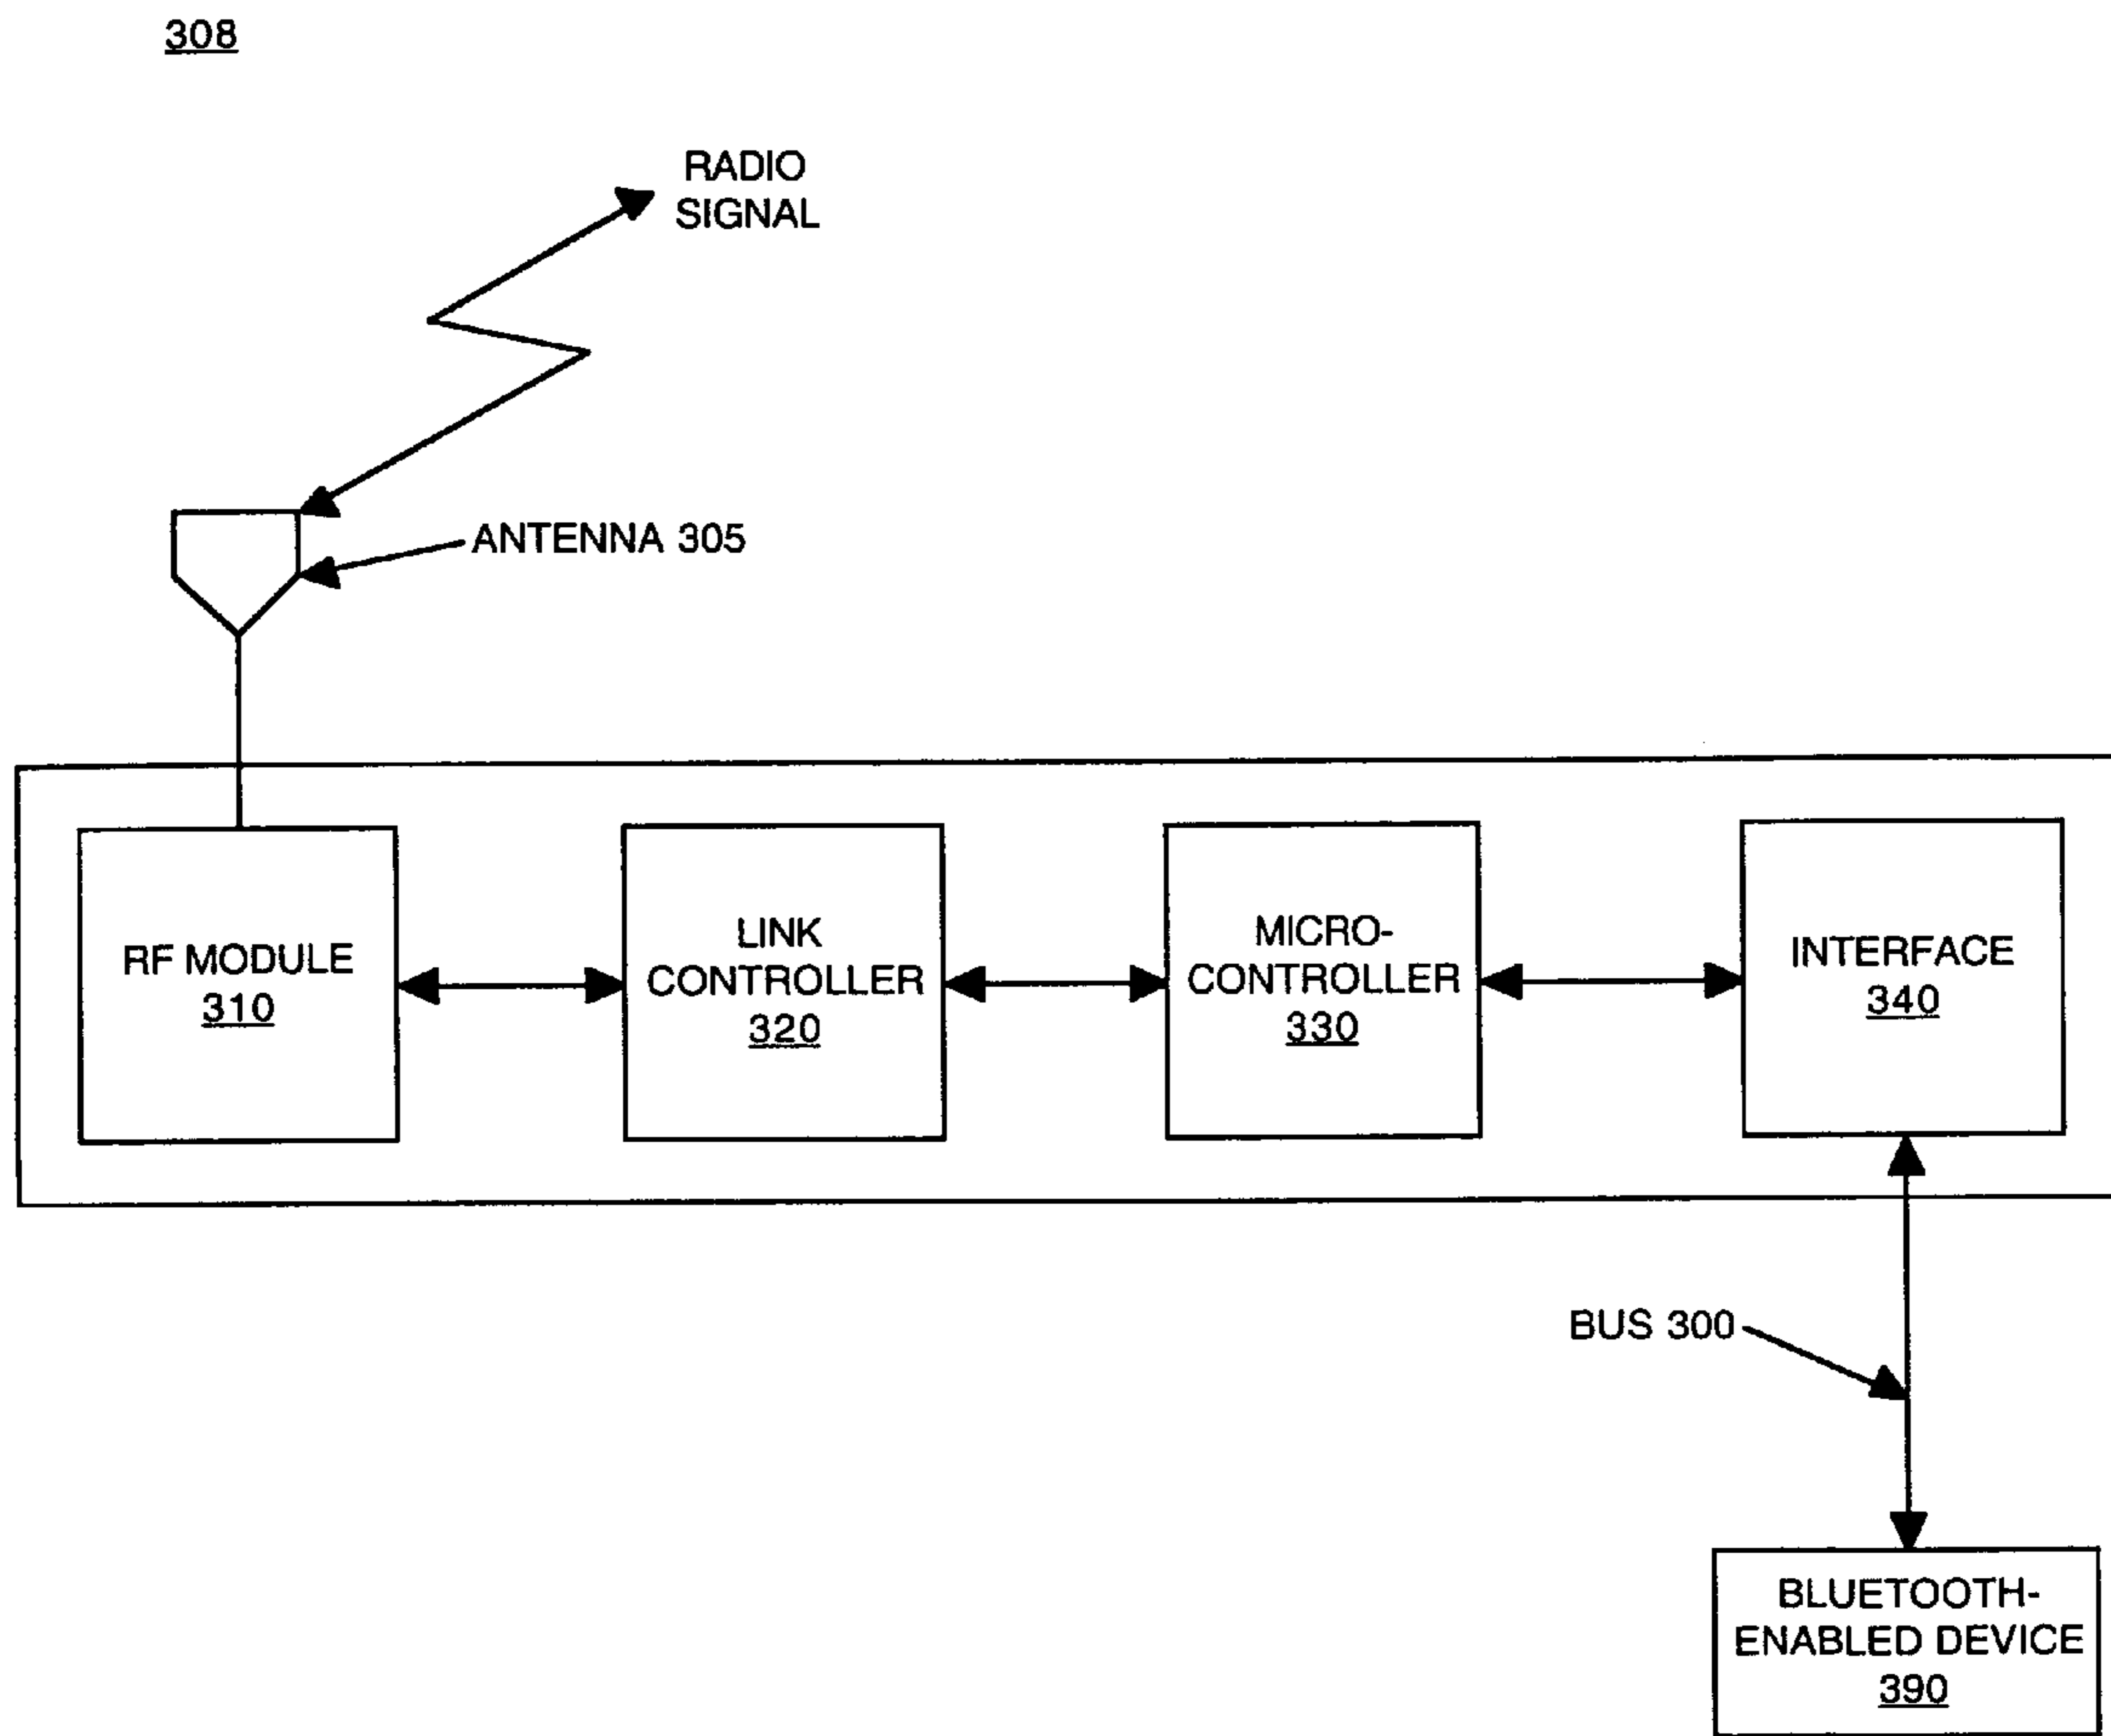 308
RADIO
SIGNAL
ANTENNA 305
RF MODULE
310
LINK
CONTROLLER
320
MICRO-
CONTROLLER
330
INTERFACE
340
BUS 300
BLUETOOTH-
ENABLED DEVICE
390